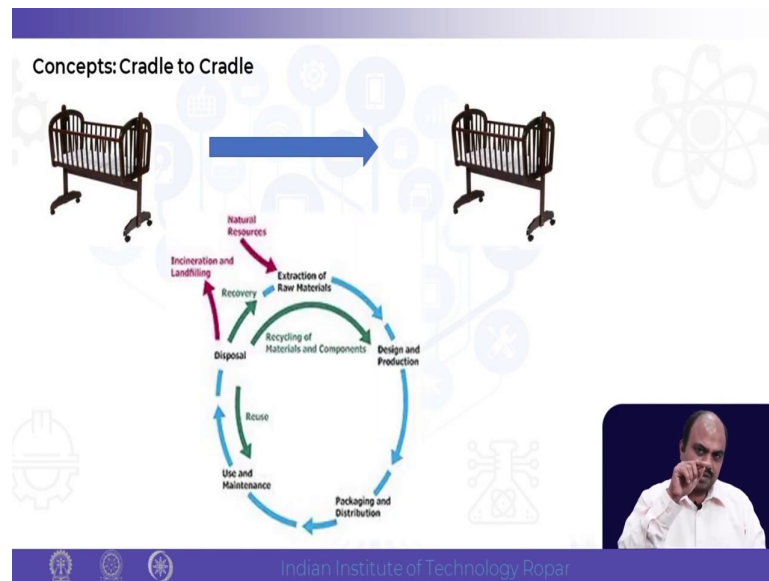 Concepts: Cradle to Cradle
Natural
Resources
Incineration and
Landfilling
Extraction of
Raw Materials
Recovery
Recycling of
Materials and Components
Disposal
Design and
Production
Reuse
Use and
Maintenance
Packaging and
Distribution
Indian Institute of Technology Ropar